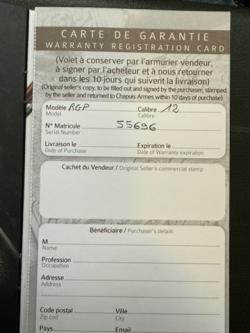 CARTE DE GARANTIE
WARRANTY REGISTRATION CARD
(Volet à conserver par l'armurier vendeur,
à signer par l'acheteur et à nous retourner
dans les 10 jours qui suivent la livraison)
(Original seller's copy, to be filled out and signed by the purchaser, stamped
by the seller and returned to Chapuis Armes within 10 days of purchase)
Modèle RGP Calibre 12
Model Calibre
N° Matricule 55696
Serial Number
Livraison le Expiration le
Date of Purchase Date of Warranty expiration
Cachet du Vendeur / Original Seller's commercial stamp
Bénéficiaire / Purchaser's details
M
Name
Profession
Occupation
Adresse
Address
Code postal Ville
Zip cod City
Pays Email